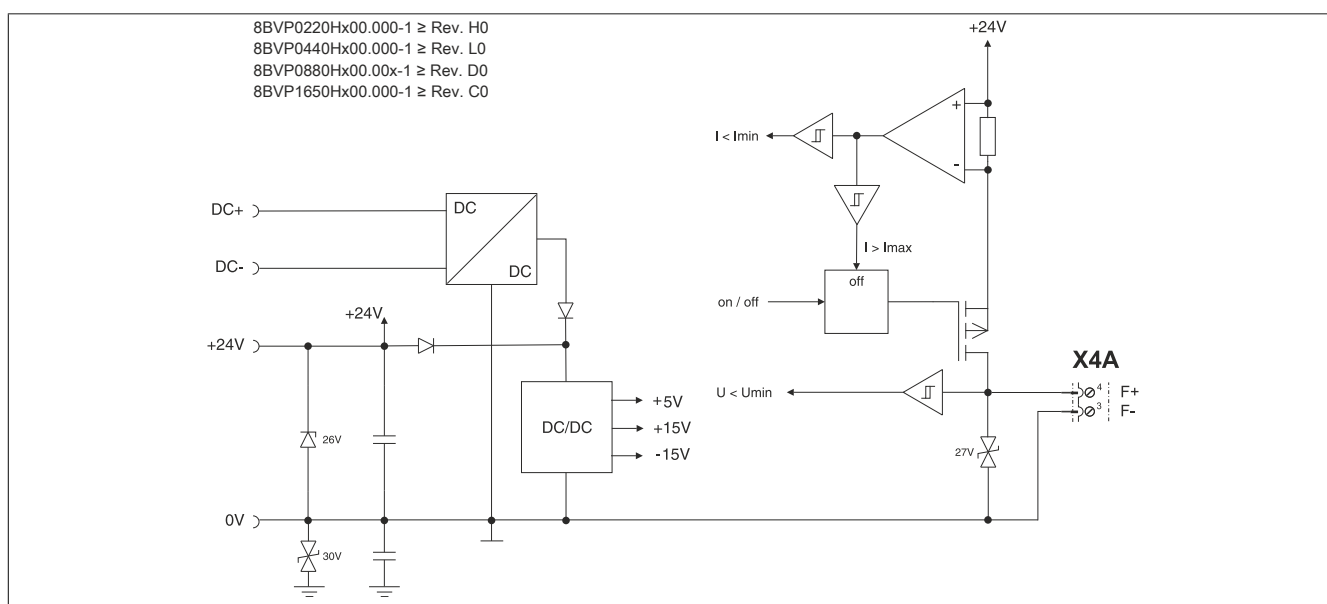 8BVP0220Hx00.000-1 ≥ Rev. H0
8BVP0440Hx00.000-1 ≥ Rev. L0
8BVP0880Hx00.00x-1 ≥ Rev. D0
8BVP1650Hx00.000-1 ≥ Rev. C0
+24V
+
-
I < Imin
I > Imax
off
on / off
DC+
DC
DC-
DC
+24V
+24V
U < Umin
X4A
4 F+
3 F-
+5V
DC/DC
+15V
-15V
26V
27V
0V
30V